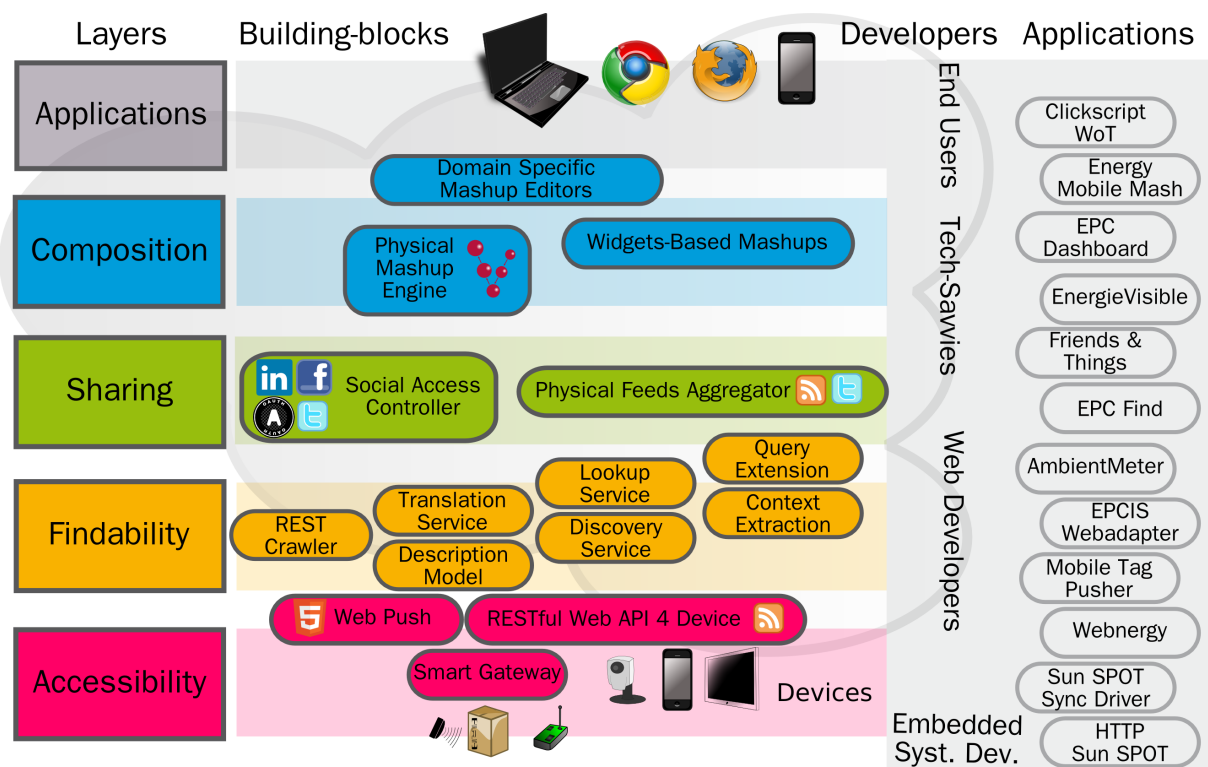 Layers
Building-blocks
Developers
Applications
Applications
Composition
Sharing
Findability
Accessibility
Domain Specific
Mashup Editors
Physical
Mashup
Engine
Widgets-Based Mashups
in
f
OAUTH
A
OAUTH
t
Social Access
Controller
Physical Feeds Aggregator
t
REST
Crawler
Translation
Service
Description
Model
Lookup
Service
Discovery
Service
Query
Extension
Context
Extraction
5
Web Push
RESTful Web API 4 Device
Smart Gateway
Devices
End Users
Tech-Savvies
Web Developers
Embedded
Syst. Dev.
Clickscript
WoT
Energy
Mobile Mash
EPC
Dashboard
EnergieVisible
Friends &
Things
EPC Find
AmbientMeter
EPCIS
Webadapter
Mobile Tag
Pusher
Webnergy
Sun SPOT
Sync Driver
HTTP
Sun SPOT